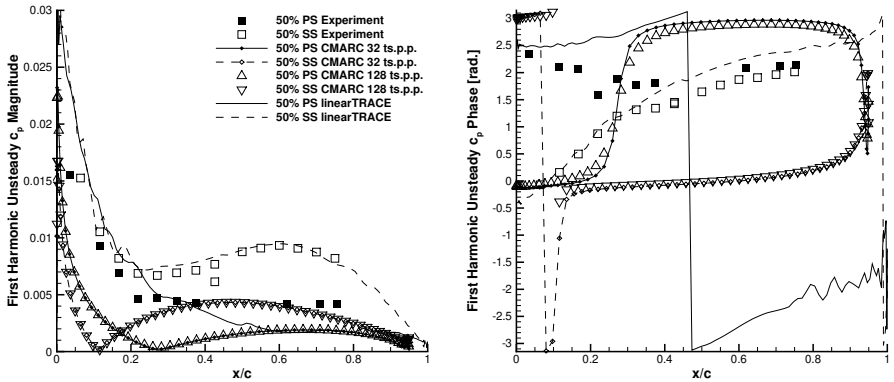 First Harmonic Unsteady cp Magnitude
0.03
0.025
0.02
0.015
0.01
0.005
0
0
0.2
0.4
0.6
0.8
1
x/c
50% PS Experiment
50% SS Experiment
50% PS CMARC 32 ts.p.p.
50% SS CMARC 32 ts.p.p.
50% PS CMARC 128 ts.p.p.
50% SS CMARC 128 ts.p.p.
50% PS linearTRACE
50% SS linearTRACE
First Harmonic Unsteady cp Phase [rad.]
3
2.5
2
1.5
1
0.5
0
-0.5
-1
-1.5
-2
-2.5
-3
0
0.2
0.4
0.6
0.8
1
x/c